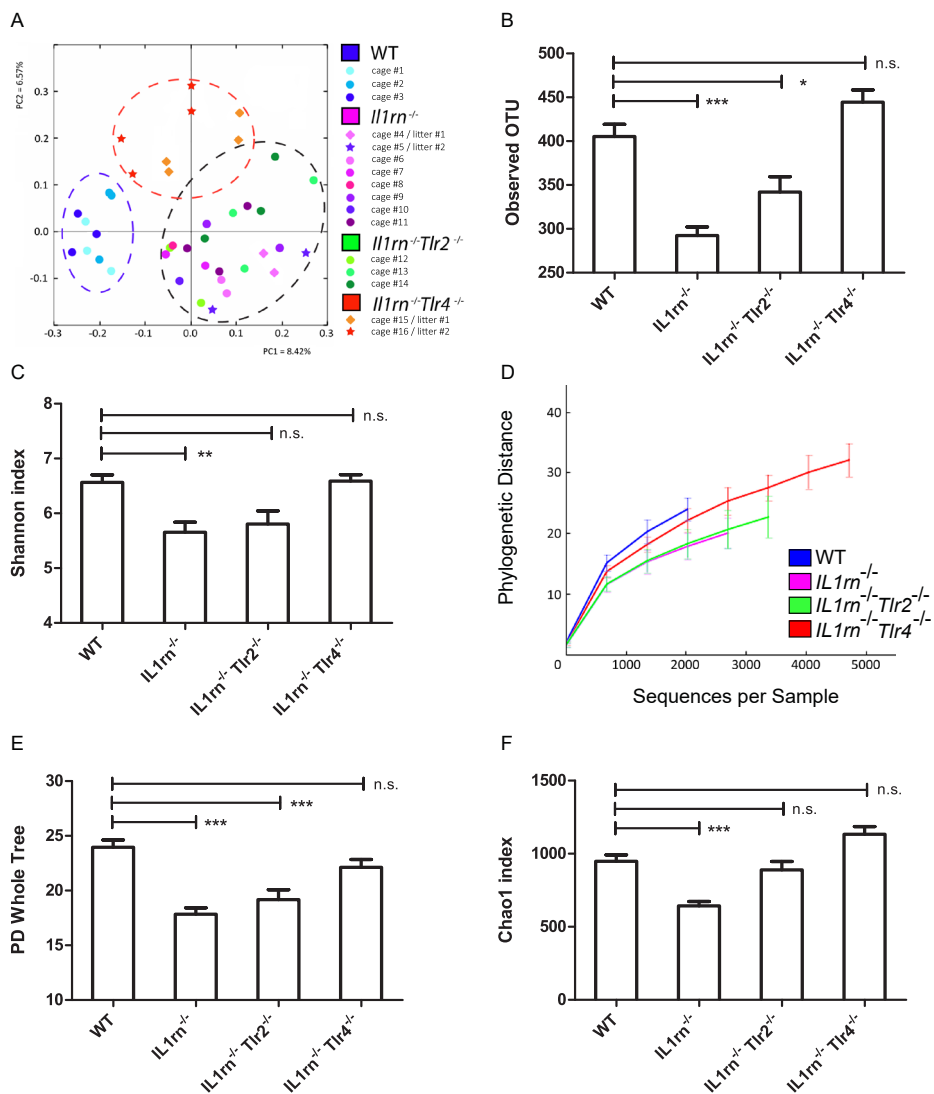 A
PC2 = 6.57%
0.3
0.2
0.1
0.0
-0.1
-0.3
-0.2
-0.1
0.0
0.1
0.2
0.3
PC1 = 8.42%
WT
cage #1
cage #2
cage #3
Il1rn -/-
cage #4 / litter #1
cage #5 / litter #2
cage #6
cage #7
cage #8
cage #9
cage #10
cage #11
Il1rn-/-Tlr2 -/-
cage #12
cage #13
cage #14
Il1rn-/-Tlr4 -/-
cage #15 / litter #1
cage #16 / litter #2
B
Observed OTU
500
450
400
350
300
250
n.s.
*
***
WT
IL1rn-/-
IL1rn-/- Tlr2-/-
IL1rn-/- Tlr4-/-
C
Shannon index
8
7
6
5
4
n.s.
n.s.
**
WT
IL1rn-/-
IL1rn-/- Tlr2-/-
IL1rn-/- Tlr4-/-
D
Phylogenetic Distance
40
30
20
10
0
1000
2000
3000
4000
5000
Sequences per Sample
WT
IL1rn-/-
IL1rn-/-Tlr2-/-
IL1rn-/-Tlr4-/-
E
PD Whole Tree
30
25
20
15
10
n.s.
***
***
WT
IL1rn-/-
IL1rn-/- Tlr2-/-
IL1rn-/- Tlr4-/-
F
Chao1 index
1500
1000
500
0
n.s.
n.s.
***
WT
IL1rn-/-
IL1rn-/- Tlr2-/-
IL1rn-/- Tlr4-/-